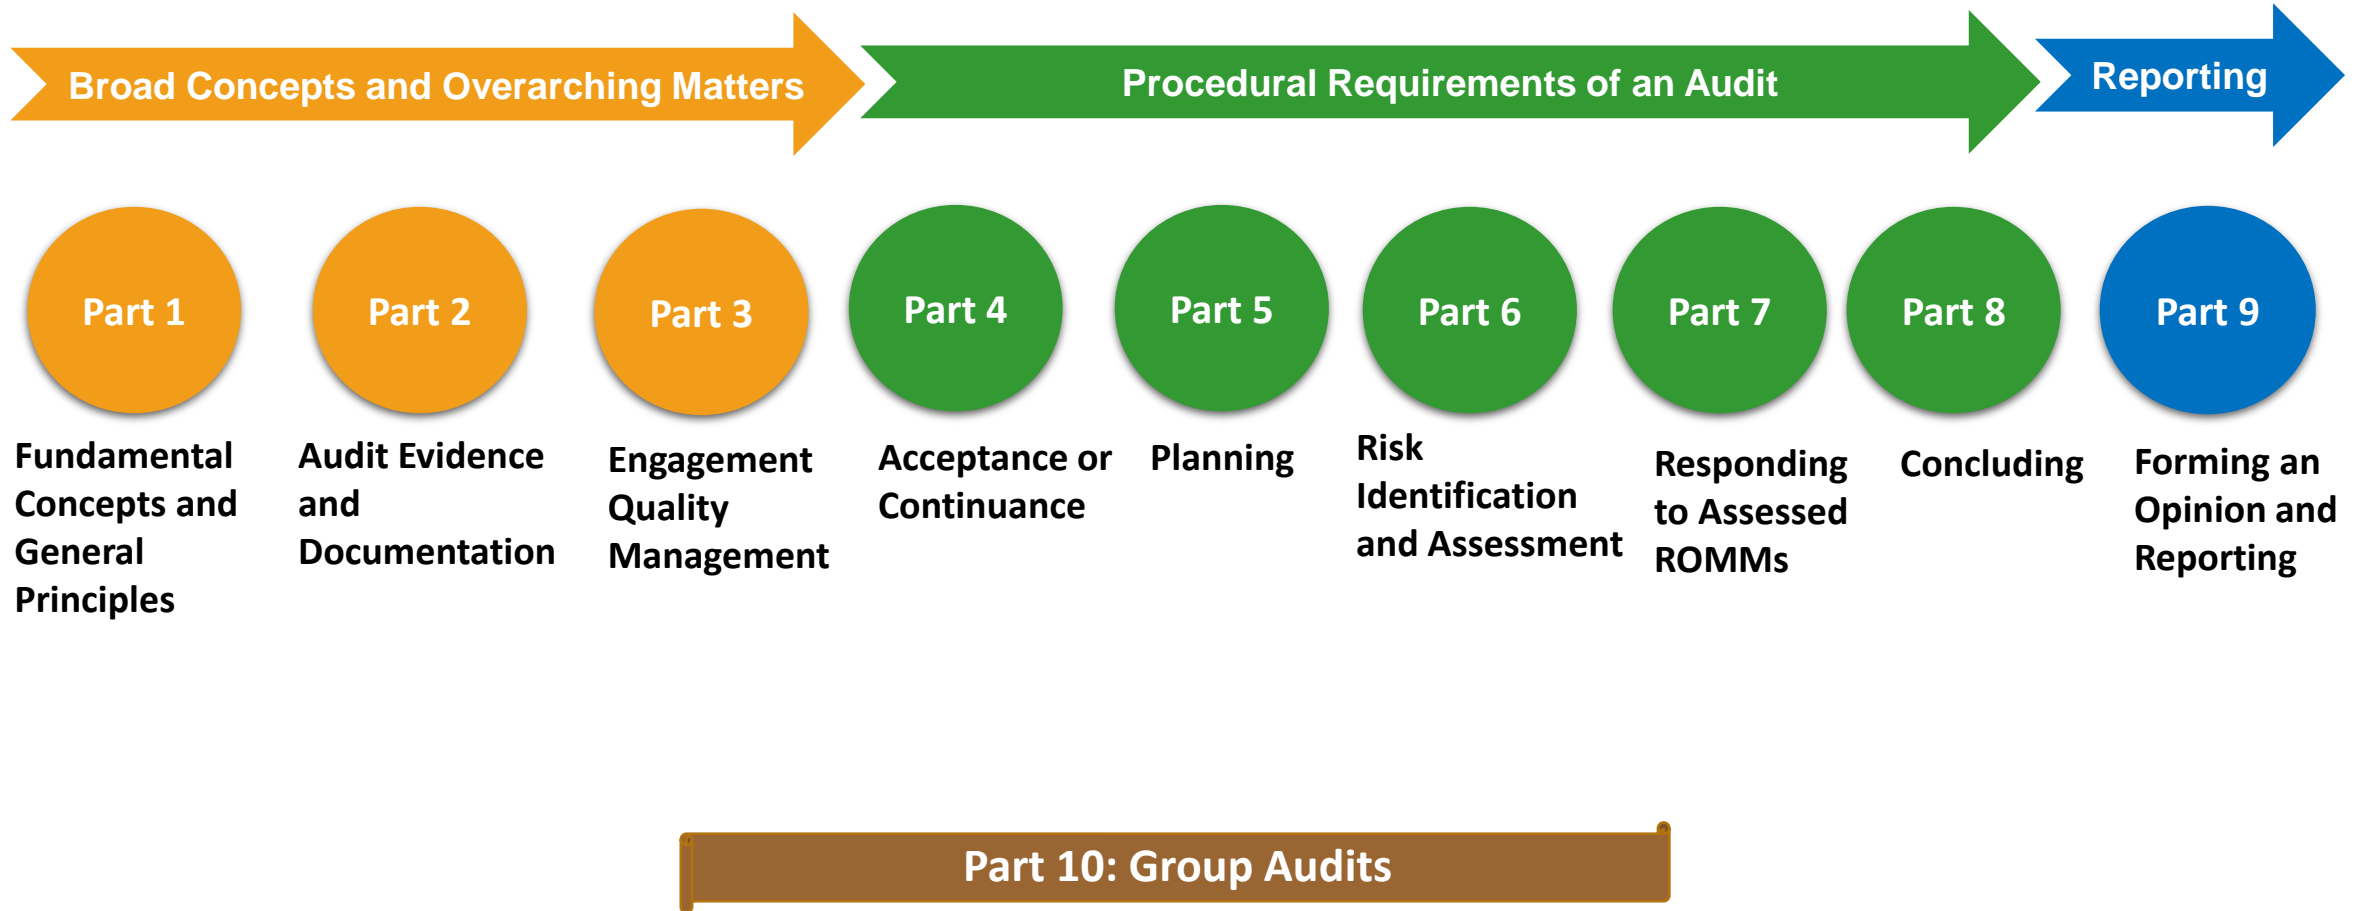 Broad Concepts and Overarching Matters
Procedural Requirements of an Audit
Reporting
Part 1
Part 2
Part 3
Part 4
Part 5
Part 6
Part 7
Part 8
Part 9
Fundamental
Concepts and
General
Principles
Audit Evidence
and
Documentation
Engagement
Quality
Management
Acceptance or
Continuance
Planning
Risk
Identification
and Assessment
Responding
to Assessed
ROMMs
Concluding
Forming an
Opinion and
Reporting
Part 10: Group Audits